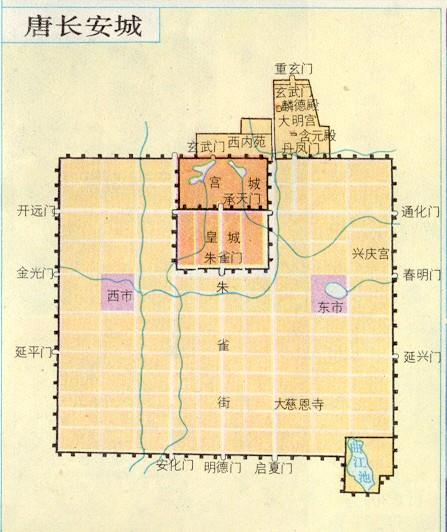 唐长安城
重玄门
玄武门
麟德殿
大明宫
含元殿
丹凤门
玄武门
西内苑
宫城
承天门
皇城
朱雀门
开远门
通化门
兴庆宫
金光门
春明门
西市
东市
朱雀街
延平门
延兴门
大慈恩寺
曲江池
安化门
明德门
启夏门